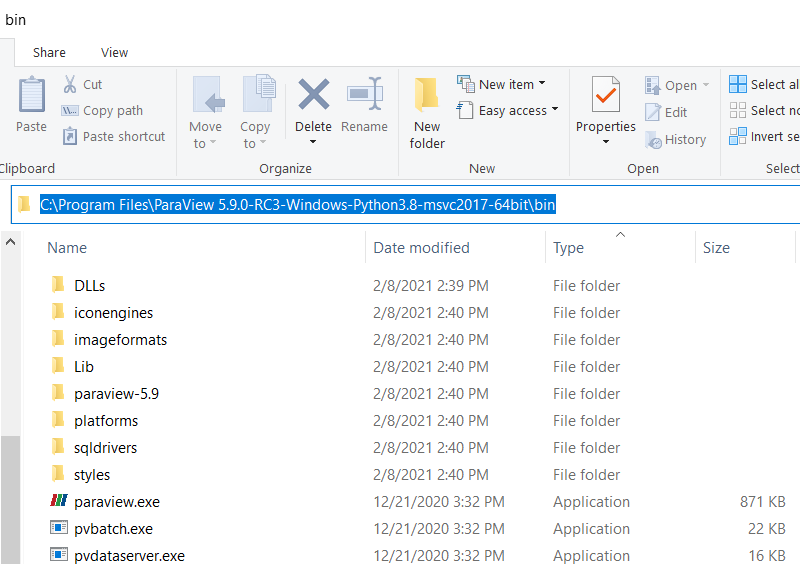 bin
Share View
Cut
Copy path
Paste shortcut
Paste
Clipboard
Move to
Copy to
Delete
Rename
Organize
New folder
New item
Easy access
New
Properties
Open
Edit
History
Open
Select al
Select no
Invert se
Select
C:\Program Files\ParaView 5.9.0-RC3-Windows-Python3.8-msvc2017-64bit\bin
Name Date modified Type Size
DLLs 2/8/2021 2:39 PM File folder
iconengines 2/8/2021 2:40 PM File folder
imageformats 2/8/2021 2:40 PM File folder
Lib 2/8/2021 2:40 PM File folder
paraview-5.9 2/8/2021 2:40 PM File folder
platforms 2/8/2021 2:40 PM File folder
sqldrivers 2/8/2021 2:40 PM File folder
styles 2/8/2021 2:40 PM File folder
paraview.exe 12/21/2020 3:32 PM Application 871 KB
pvbatch.exe 12/21/2020 3:32 PM Application 22 KB
pvdataserver.exe 12/21/2020 3:32 PM Application 16 KB